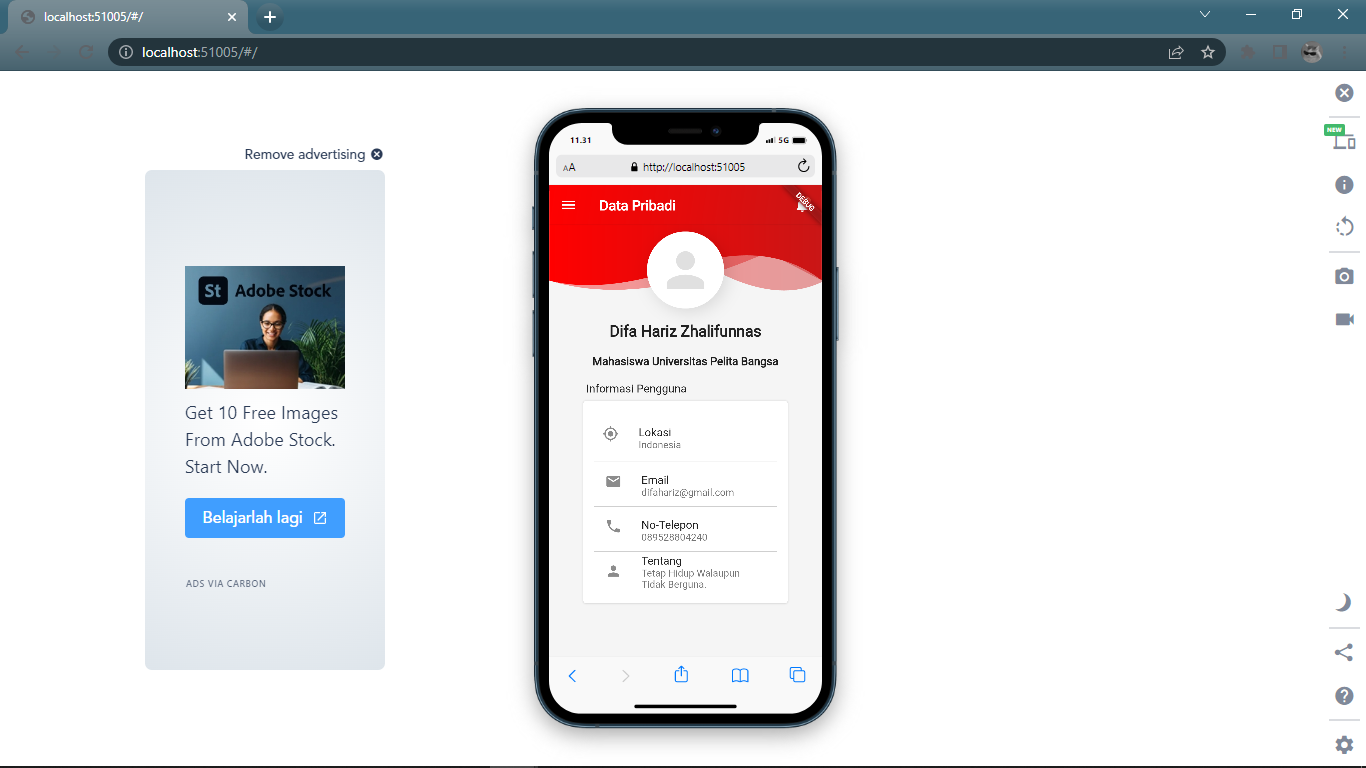 localhost:51005/#/
localhost:51005/#/
NEW
Remove advertising
St Adobe Stock
Get 10 Free Images
From Adobe Stock.
Start Now.
Belajarlah lagi
ADS VIA CARBON
11.31
5G
AA
http://localhost:51005
Data Pribadi
DEBUG
Difa Hariz Zhalifunnas
Mahasiswa Universitas Pelita Bangsa
Informasi Pengguna
Lokasi
Indonesia
Email
difahariz@gmail.com
No-Telepon
089528804240
Tentang
Tetap Hidup Walaupun
Tidak Berguna.